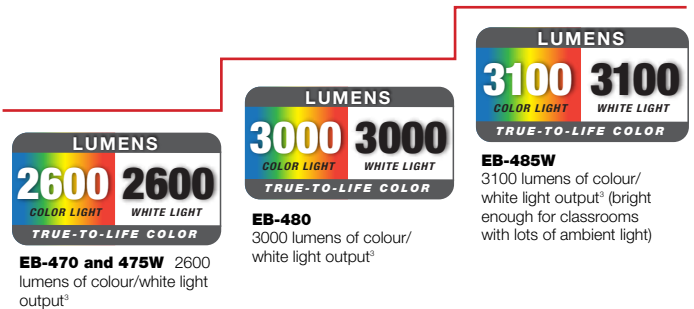 LUMENS
2600 2600
COLOR LIGHT WHITE LIGHT
TRUE-TO-LIFE COLOR
EB-470 and 475W 2600
lumens of colour/white light
output³
LUMENS
3000 3000
COLOR LIGHT WHITE LIGHT
TRUE-TO-LIFE COLOR
EB-480
3000 lumens of colour/
white light output³
LUMENS
3100 3100
COLOR LIGHT WHITE LIGHT
TRUE-TO-LIFE COLOR
EB-485W
3100 lumens of colour/
white light output³ (bright
enough for classrooms
with lots of ambient light)